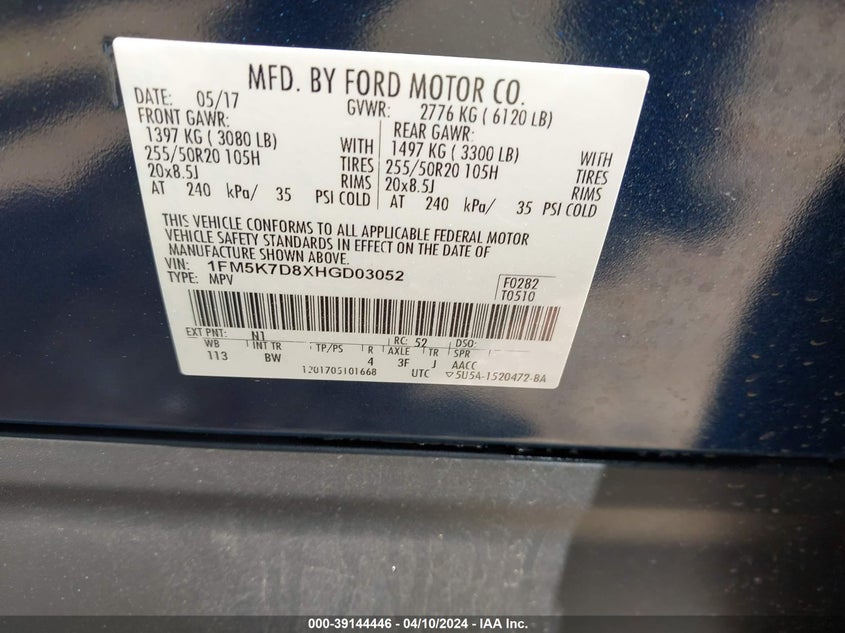 MFD. BY FORD MOTOR CO.
DATE: 05/17 GVWR: 2776 KG ( 6120 LB)
FRONT GAWR: REAR GAWR:
1397 KG ( 3080 LB) WITH 1497 KG ( 3300 LB) WITH
255/50R20 105H TIRES 255/50R20 105H TIRES
20x8.5J RIMS 20x8.5J RIMS
AT 240 kPa/ 35 PSI COLD AT 240 kPa/ 35 PSI COLD
THIS VEHICLE CONFORMS TO ALL APPLICABLE FEDERAL MOTOR
VEHICLE SAFETY STANDARDS IN EFFECT ON THE DATE OF
MANUFACTURE SHOWN ABOVE.
VIN: 1FM5K7D8XHGD03052
TYPE: MPV
F0282
T0510
EXT PNT: N1 RC: 52 DSO:
WB INT TR TP/PS R AXLE TR SPR
113 BW 4 3F J AACC
1201705101668 UTC ▽5U5A-1520472-BA
000-39144446 - 04/10/2024 - IAA Inc.